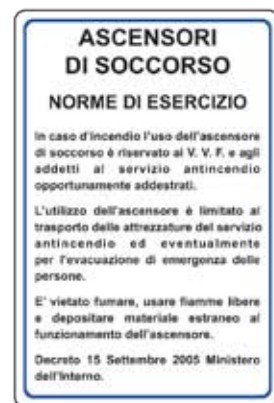 ASCENSORI
DI SOCCORSO
NORME DI ESERCIZIO
In caso d'incendio l'uso dell'ascensore
di soccorso è riservato ai V. V. F. e agli
addetti al servizio antincendio
opportunamente addestrati.
L'utilizzo dell'ascensore è limitato al
trasporto delle attrezzature del servizio
antincendio ed eventualmente
per l'evacuazione di emergenza delle
persone.
E' vietato fumare, usare fiamme libere
e depositare materiale estraneo al
funzionamento dell'ascensore.
Decreto 15 Settembre 2005 Ministero
dell'Interno.